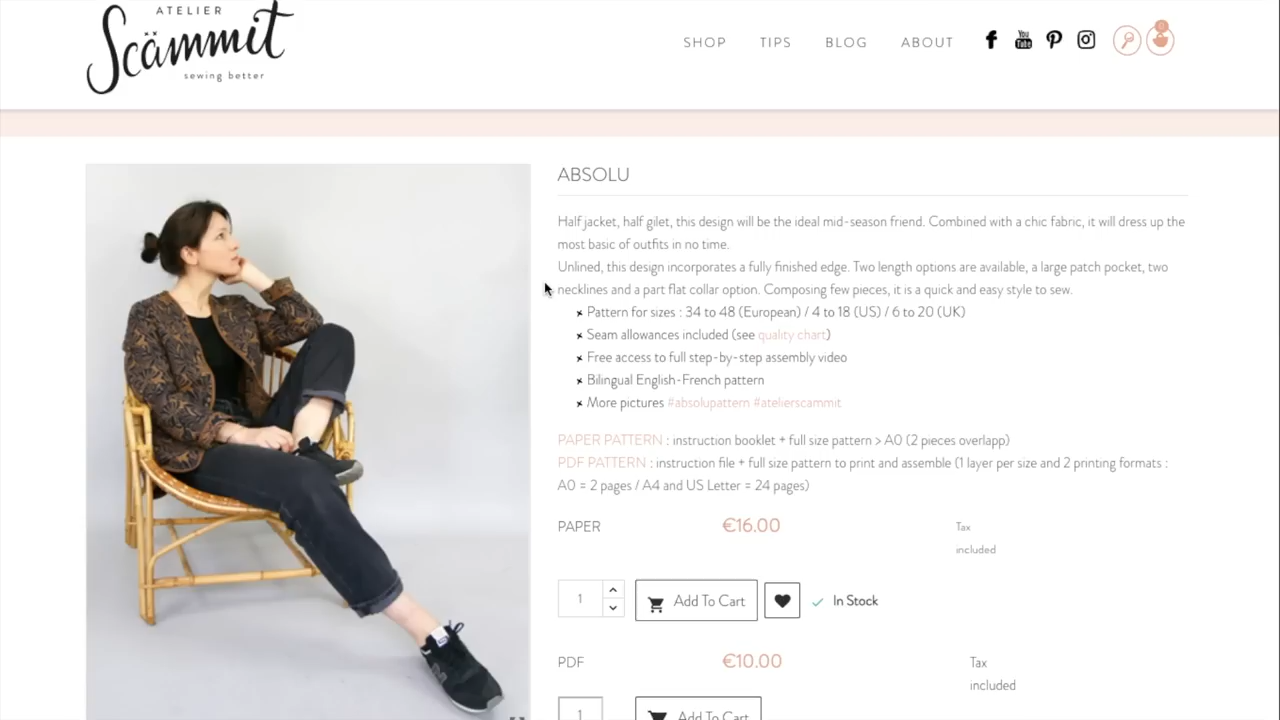 ATELIER
Scämmit
sewing better
SHOP TIPS BLOG ABOUT
You
Tube
0
ABSOLU
Half jacket, half gilet, this design will be the ideal mid-season friend. Combined with a chic fabric, it will dress up the
most basic of outfits in no time.
Unlined, this design incorporates a fully finished edge. Two length options are available, a large patch pocket, two
necklines and a part flat collar option. Composing few pieces, it is a quick and easy style to sew.
Pattern for sizes : 34 to 48 (European) / 4 to 18 (US) / 6 to 20 (UK)
Seam allowances included (see quality chart)
Free access to full step-by-step assembly video
Bilingual English-French pattern
More pictures #absolupattern #atelierscammit
PAPER PATTERN : instruction booklet + full size pattern > A0 (2 pieces overlapp)
PDF PATTERN : instruction file + full size pattern to print and assemble (1 layer per size and 2 printing formats :
A0 = 2 pages / A4 and US Letter = 24 pages)
PAPER €16.00 Tax
included
1 Add To Cart In Stock
PDF €10.00 Tax
included
1 Add To Cart